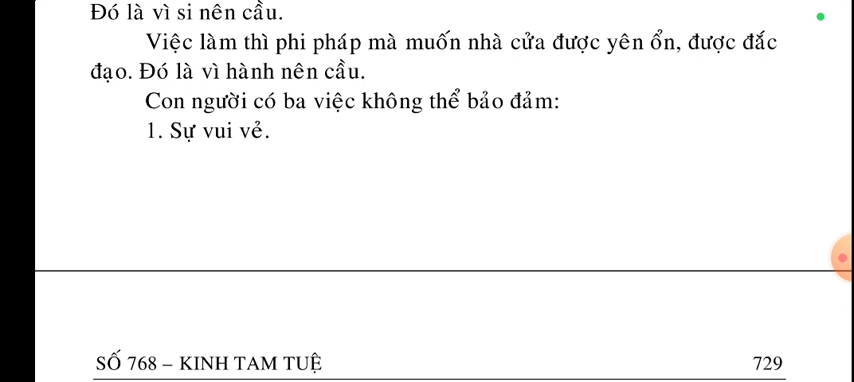 Đó là vì si nên cầu.
Việc làm thì phi pháp mà muốn nhà cửa được yên ổn, được đắc
đạo. Đó là vì hành nên cầu.
Con người có ba việc không thể bảo đảm:
1. Sự vui vẻ.
SỐ 768 – KINH TAM TUỆ 729